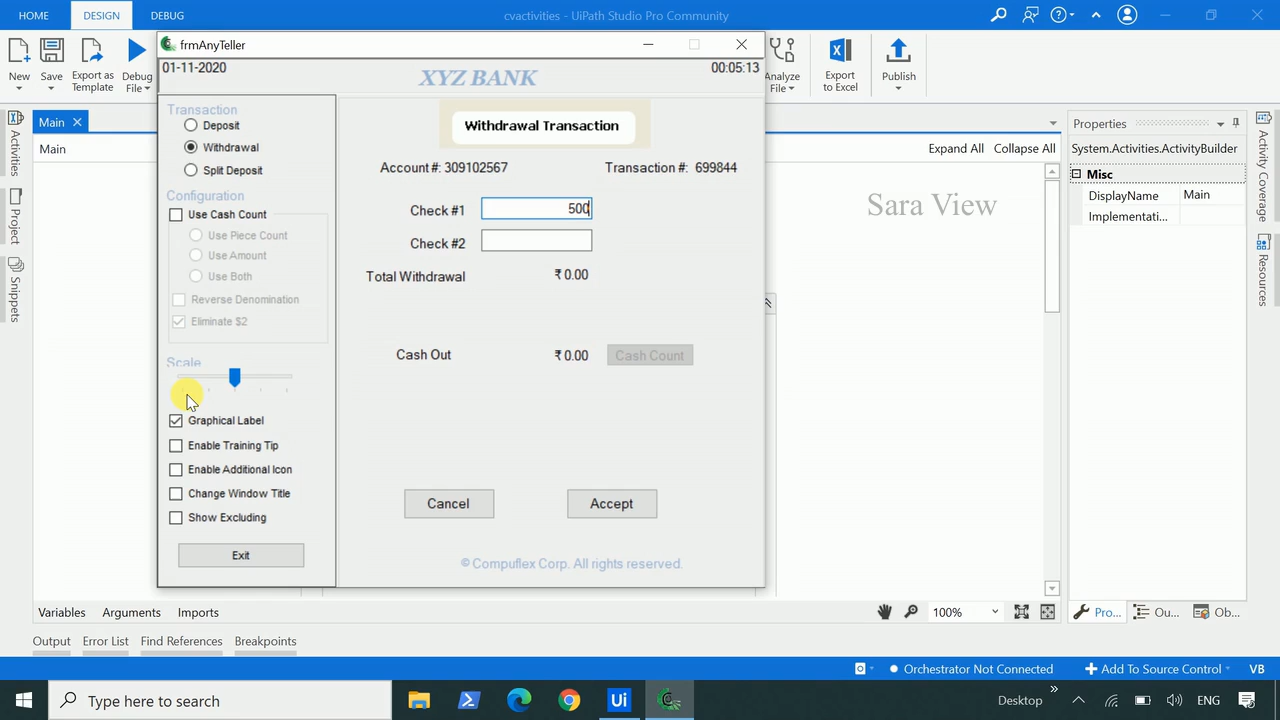 HOME
DESIGN
DEBUG
cvactivities - UiPath Studio Pro Community
New
Save
Export as Template
Debug File
Analyze File
Export to Excel
Publish
frmAnyTeller
01-11-2020
XYZ BANK
00:05:13
Main
Main
Expand All
Collapse All
Activities
Project
Snippets
Transaction
Deposit
Withdrawal
Split Deposit
Configuration
Use Cash Count
Use Piece Count
Use Amount
Use Both
Reverse Denomination
Eliminate $2
Scale
Graphical Label
Enable Training Tip
Enable Additional Icon
Change Window Title
Show Excluding
Exit
Withdrawal Transaction
Account #: 309102567
Transaction #: 699844
Check #1
500
Check #2
Total Withdrawal
₹ 0.00
Cash Out
₹ 0.00
Cash Count
Cancel
Accept
© Compuflex Corp. All rights reserved.
Sara View
Properties
System.Activities.ActivityBuilder
Misc
DisplayName
Main
Implementati...
Activity Coverage
Resources
Variables
Arguments
Imports
100%
Pro...
Ou...
Ob...
Output
Error List
Find References
Breakpoints
Orchestrator Not Connected
Add To Source Control
VB
Type here to search
Ui
Desktop
ENG